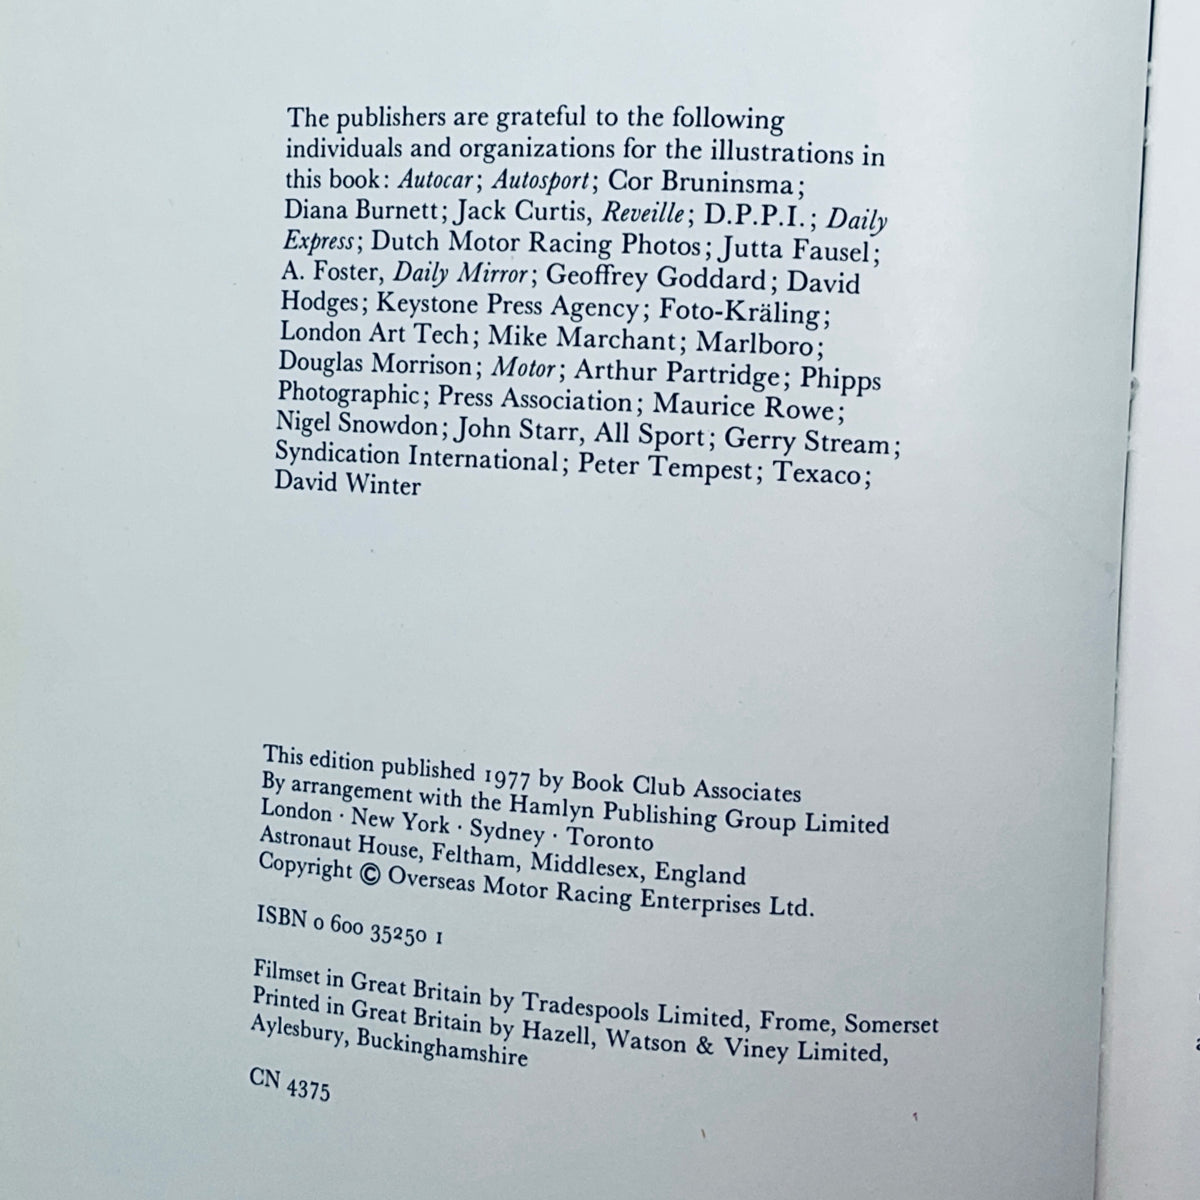 The publishers are grateful to the following
individuals and organizations for the illustrations in
this book: Autocar; Autosport; Cor Bruninsma;
Diana Burnett; Jack Curtis, Reveille; D.P.P.I.; Daily
Express; Dutch Motor Racing Photos; Jutta Fausel;
A. Foster, Daily Mirror; Geoffrey Goddard; David
Hodges; Keystone Press Agency; Foto-Kräling;
London Art Tech; Mike Marchant; Marlboro;
Douglas Morrison; Motor; Arthur Partridge; Phipps
Photographic; Press Association; Maurice Rowe;
Nigel Snowdon; John Starr, All Sport; Gerry Stream;
Syndication International; Peter Tempest; Texaco;
David Winter
This edition published 1977 by Book Club Associates
By arrangement with the Hamlyn Publishing Group Limited
London · New York · Sydney · Toronto
Astronaut House, Feltham, Middlesex, England
Copyright © Overseas Motor Racing Enterprises Ltd.
ISBN 0 600 35250 1
Filmset in Great Britain by Tradespools Limited, Frome, Somerset
Printed in Great Britain by Hazell, Watson & Viney Limited,
Aylesbury, Buckinghamshire
CN 4375